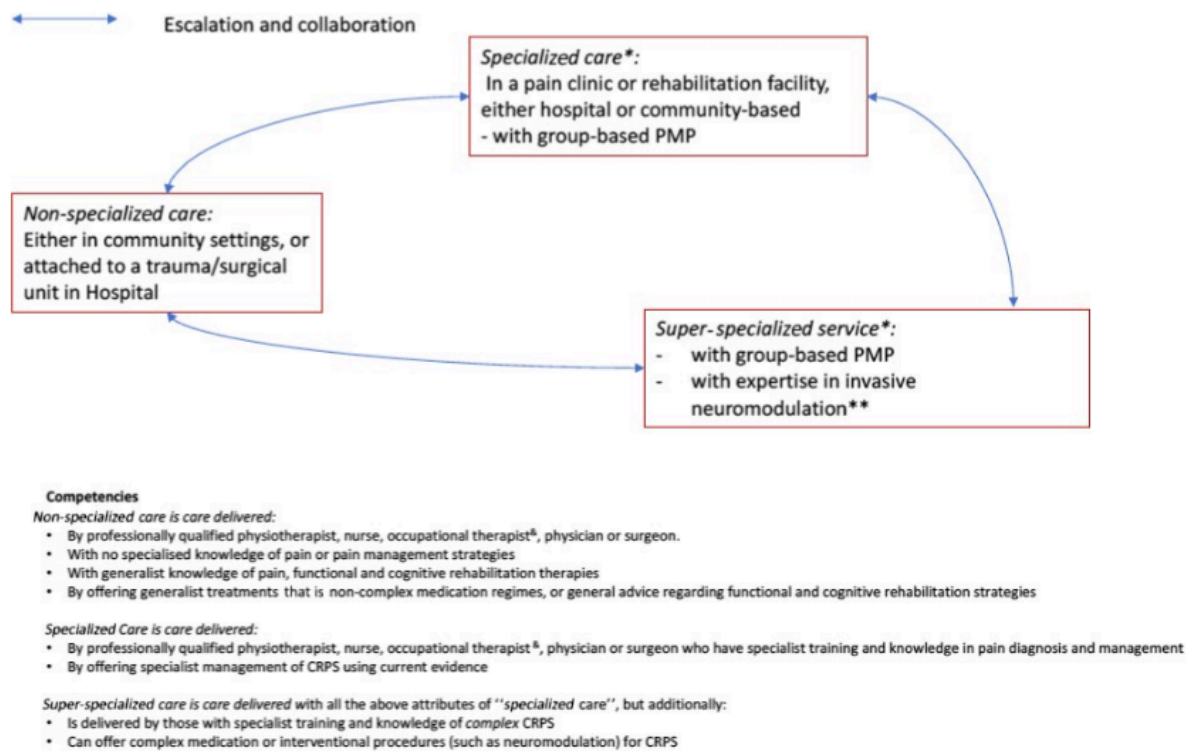 Escalation and collaboration
Specialized care*:
In a pain clinic or rehabilitation facility,
either hospital or community-based
- with group-based PMP
Non-specialized care:
Either in community settings, or
attached to a trauma/surgical
unit in Hospital
Super-specialized service*:
- with group-based PMP
- with expertise in invasive
neuromodulation**
Competencies
Non-specialized care is care delivered:
• By professionally qualified physiotherapist, nurse, occupational therapist&, physician or surgeon.
• With no specialised knowledge of pain or pain management strategies
• With generalist knowledge of pain, functional and cognitive rehabilitation therapies
• By offering generalist treatments that is non-complex medication regimes, or general advice regarding functional and cognitive rehabilitation strategies
Specialized Care is care delivered:
• By professionally qualified physiotherapist, nurse, occupational therapist&, physician or surgeon who have specialist training and knowledge in pain diagnosis and management
• By offering specialist management of CRPS using current evidence
Super-specialized care is care delivered with all the above attributes of ''specialized care'', but additionally:
• Is delivered by those with specialist training and knowledge of complex CRPS
• Can offer complex medication or interventional procedures (such as neuromodulation) for CRPS